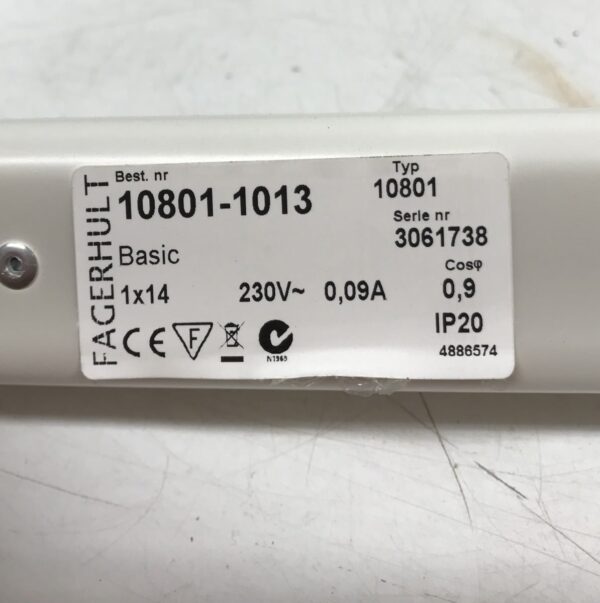 FAGERHULT
Best. nr
10801-1013
Typ
10801
Serie nr
3061738
Basic
Cosφ
1x14 230V~ 0,09A 0,9
CE F IP20
N1969
4886574